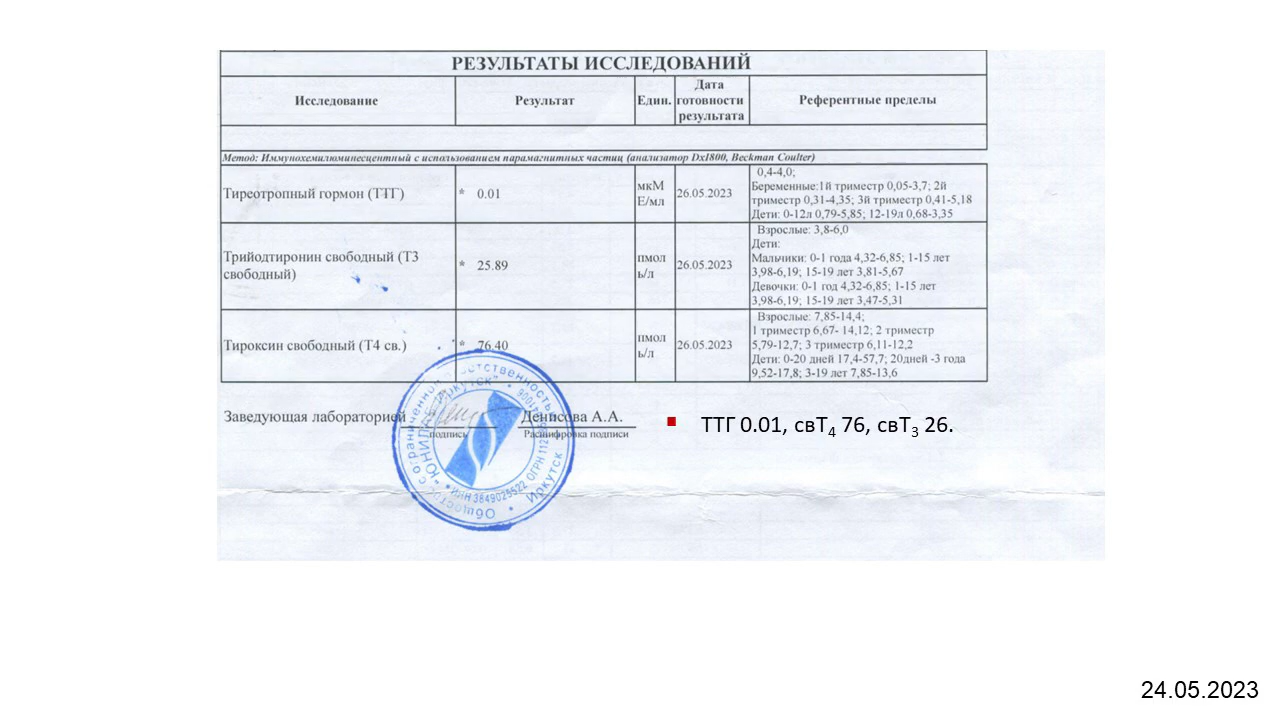 РЕЗУЛЬТАТЫ ИССЛЕДОВАНИЙ
Исследование
Результат
Един.
Дата
готовности
результата
Референтные пределы
Метод: Иммунохемилюминесцентный с использованием парамагнитных частиц (анализатор DxI800, Beckman Coulter)
Тиреотропный гормон (ТТГ)
* 0.01
мкМ
Е/мл
26.05.2023
0,4-4,0;
Беременные:1й триместр 0,05-3,7; 2й
триместр 0,31-4,35; 3й триместр 0,41-5,18
Дети: 0-12л 0,79-5,85; 12-19л 0,68-3,35
Трийодтиронин свободный (Т3
свободный)
* 25.89
пмол
ь/л
26.05.2023
Взрослые: 3,8-6,0
Дети:
Мальчики: 0-1 года 4,32-6,85; 1-15 лет
3,98-6,19; 15-19 лет 3,81-5,67
Девочки: 0-1 год 4,32-6,85; 1-15 лет
3,98-6,19; 15-19 лет 3,47-5,31
Тироксин свободный (Т4 св.)
* 76.40
пмол
ь/л
26.05.2023
Взрослые: 7,85-14,4;
1 триместр 6,67- 14,12; 2 триместр
5,79-12,7; 3 триместр 6,11-12,2
Дети: 0-20 дней 17,4-57,7; 20дней -3 года
9,52-17,8; 3-19 лет 7,85-13,6
Заведующая лабораторией
подпись
Денисова А.А.
Расшифровка подписи
с ограниченной ответственностью
Иркутск"
ИНН 3849025522 ОГРН
Иркутск
ТТГ 0.01, свТ4 76, свТ3 26.
24.05.2023